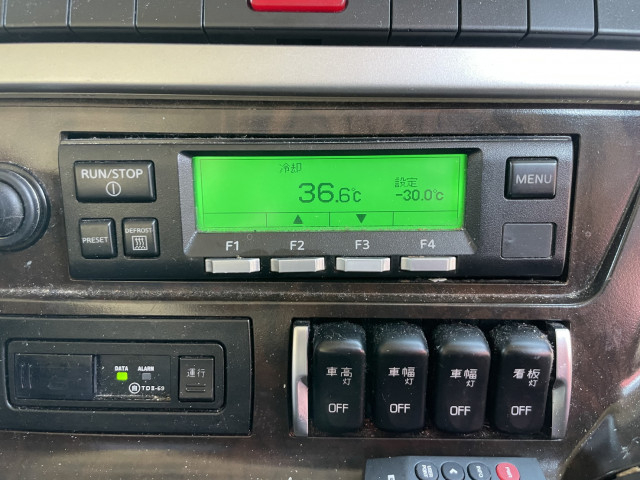 RUN/STOP
冷却
36.6℃
設定
-30.0℃
▲
▼
MENU
PRESET
DEFROST
F1
F2
F3
F4
DATA
ALARM
TDS-69
運行
車高灯
OFF
車幅灯
OFF
車幅灯
OFF
看板灯
OFF